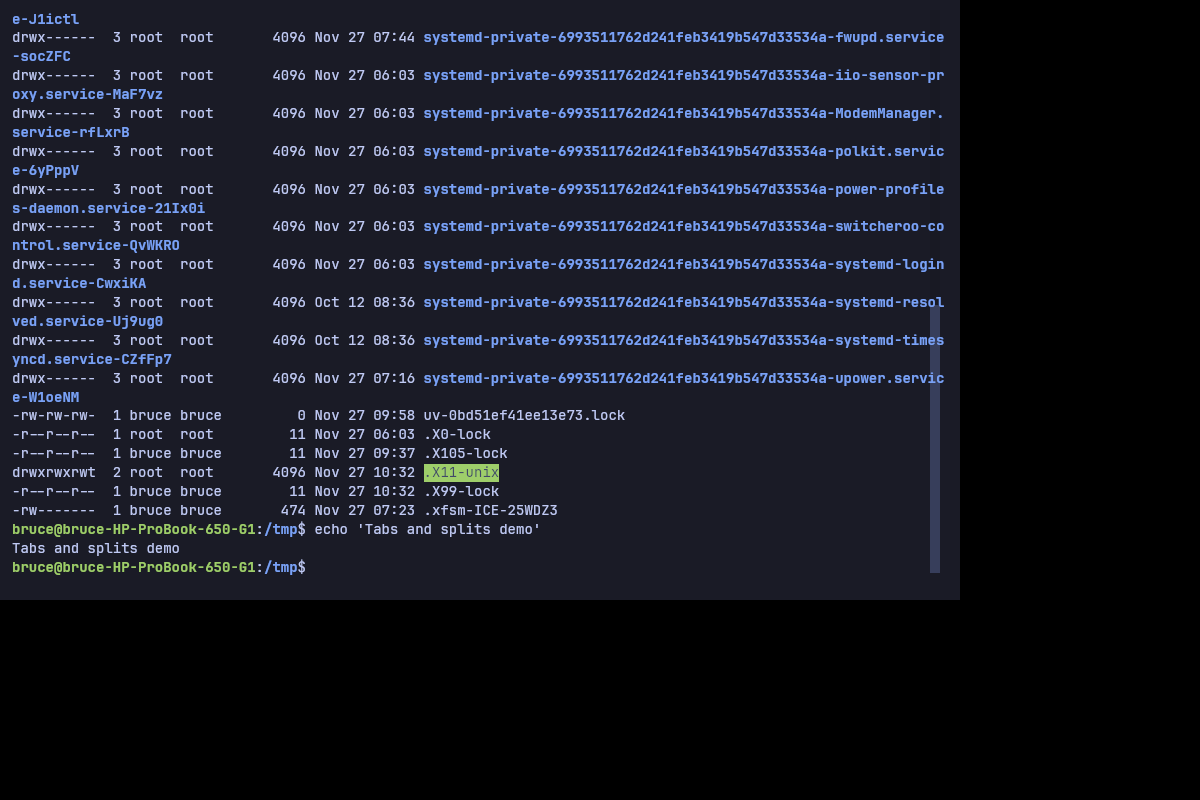 e-J1ictl
drwx------  3 root  root       4096 Nov 27 07:44 systemd-private-6993511762d241feb3419b547d33534a-fwupd.service
-socZFC
drwx------  3 root  root       4096 Nov 27 06:03 systemd-private-6993511762d241feb3419b547d33534a-iio-sensor-pr
oxy.service-MaF7vz
drwx------  3 root  root       4096 Nov 27 06:03 systemd-private-6993511762d241feb3419b547d33534a-ModemManager.
service-rfLxrB
drwx------  3 root  root       4096 Nov 27 06:03 systemd-private-6993511762d241feb3419b547d33534a-polkit.servic
e-6yPppV
drwx------  3 root  root       4096 Nov 27 06:03 systemd-private-6993511762d241feb3419b547d33534a-power-profile
s-daemon.service-21Ix0i
drwx------  3 root  root       4096 Nov 27 06:03 systemd-private-6993511762d241feb3419b547d33534a-switcheroo-co
ntrol.service-QvWKRO
drwx------  3 root  root       4096 Nov 27 06:03 systemd-private-6993511762d241feb3419b547d33534a-systemd-login
d.service-CwxiKA
drwx------  3 root  root       4096 Oct 12 08:36 systemd-private-6993511762d241feb3419b547d33534a-systemd-resol
ved.service-Uj9ug0
drwx------  3 root  root       4096 Oct 12 08:36 systemd-private-6993511762d241feb3419b547d33534a-systemd-times
yncd.service-CZfFp7
drwx------  3 root  root       4096 Nov 27 07:16 systemd-private-6993511762d241feb3419b547d33534a-upower.servic
e-W1oeNM
-rw-rw-rw-  1 bruce bruce         0 Nov 27 09:58 uv-0bd51ef41ee13e73.lock
-r--r--r--  1 root  root         11 Nov 27 06:03 .X0-lock
-r--r--r--  1 bruce bruce        11 Nov 27 09:37 .X105-lock
drwxrwxrwt  2 root  root       4096 Nov 27 10:32 .X11-unix
-r--r--r--  1 bruce bruce        11 Nov 27 10:32 .X99-lock
-rw-------  1 bruce bruce       474 Nov 27 07:23 .xfsm-ICE-25WDZ3
bruce@bruce-HP-ProBook-650-G1:/tmp$ echo 'Tabs and splits demo'
Tabs and splits demo
bruce@bruce-HP-ProBook-650-G1:/tmp$